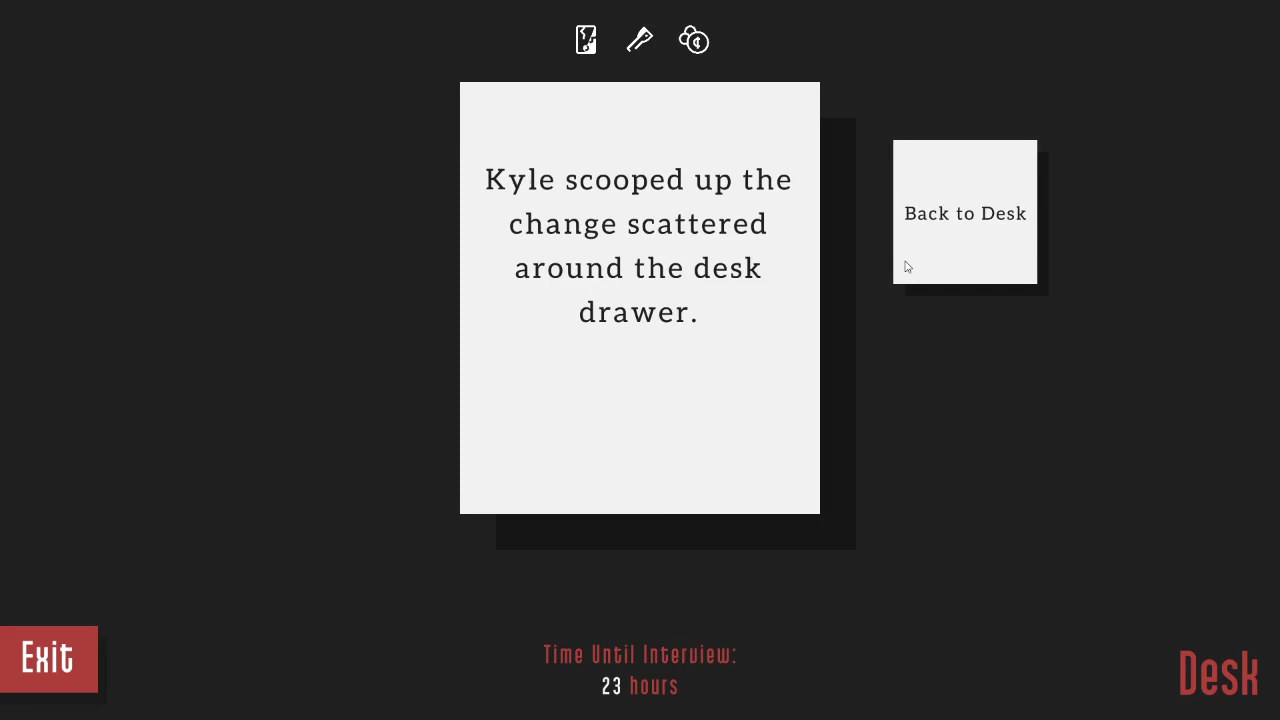 Kyle scooped up the
change scattered
around the desk
drawer.
Back to Desk
Exit
Time Until Interview:
23 hours
Desk